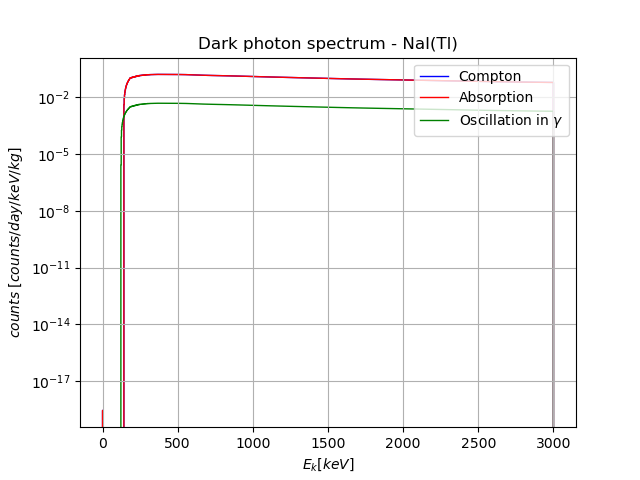 Dark photon spectrum - NaI(Tl)
Compton
Absorption
Oscillation in γ
10⁻²
10⁻⁵
10⁻⁸
10⁻¹¹
10⁻¹⁴
10⁻¹⁷
counts [counts/day/keV/kg]
0 500 1000 1500 2000 2500 3000
Eₖ[keV]